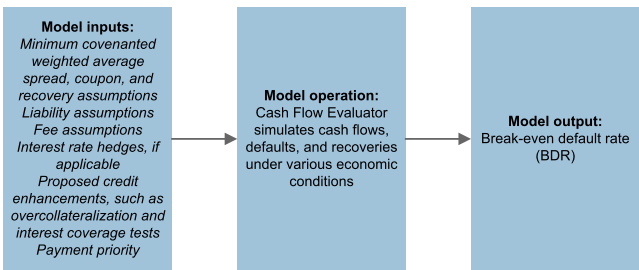 Model inputs:
Minimum covenanted
weighted average
spread, coupon, and
recovery assumptions
Liability assumptions
Fee assumptions
Interest rate hedges, if
applicable
Proposed credit
enhancements, such as
overcollateralization and
interest coverage tests
Payment priority
Model operation:
Cash Flow Evaluator
simulates cash flows,
defaults, and recoveries
under various economic
conditions
Model output:
Break-even default rate
(BDR)